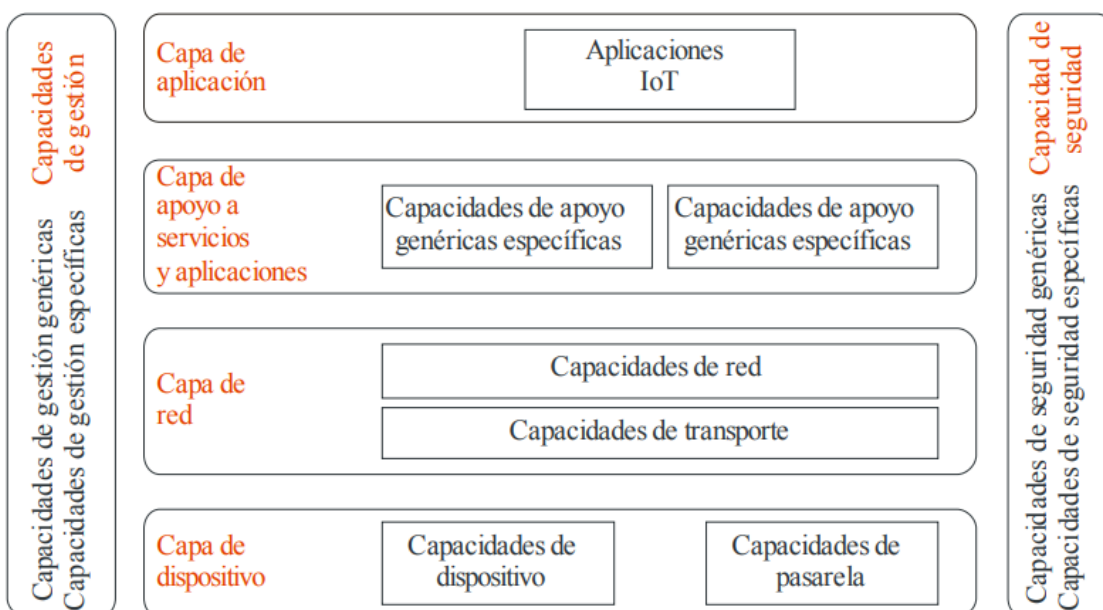 Capacidades
de gestión
Capacidades de gestión genéricas
Capacidades de gestión específicas
Capa de
aplicación
Aplicaciones
IoT
Capa de
apoyo a
servicios
y aplicaciones
Capacidades de apoyo
genéricas específicas
Capacidades de apoyo
genéricas específicas
Capa de
red
Capacidades de red
Capacidades de transporte
Capa de
dispositivo
Capacidades de
dispositivo
Capacidades de
pasarela
Capacidad de
seguridad
Capacidades de seguridad genéricas
Capacidades de seguridad específicas